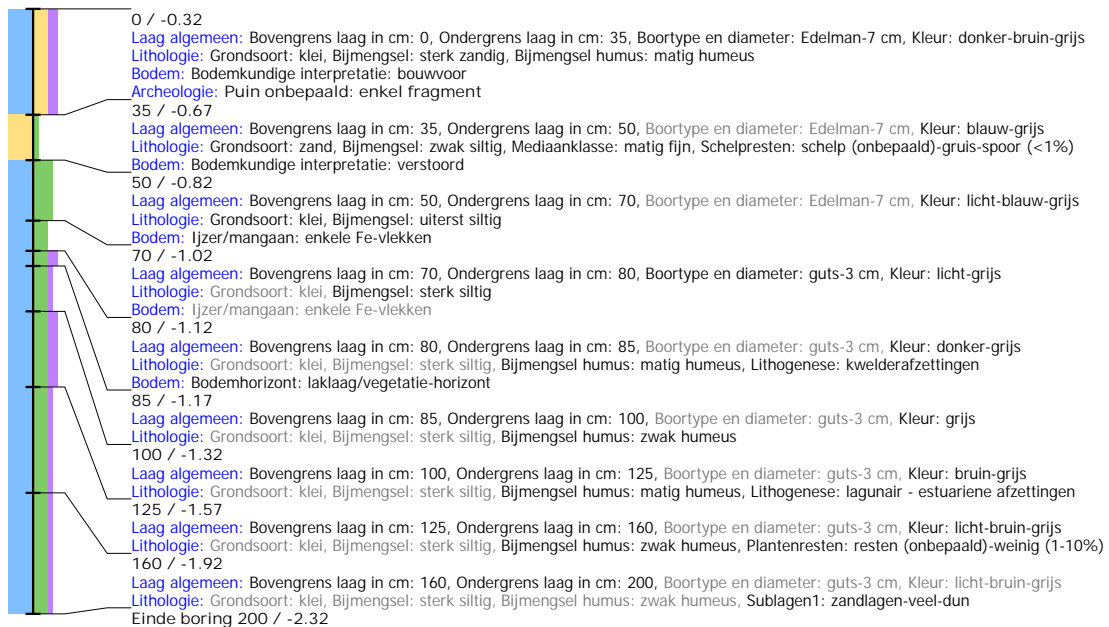 0 / -0.32
Laag algemeen: Bovengrens laag in cm: 0, Ondergrens laag in cm: 35, Boortype en diameter: Edelman-7 cm, Kleur: donker-bruin-grijs
Lithologie: Grondsoort: klei, Bijmengsel: sterk zandig, Bijmengsel humus: matig humeus
Bodem: Bodemkundige interpretatie: bouwvoor
Archeologie: Puin onbepaald: enkel fragment
35 / -0.67
Laag algemeen: Bovengrens laag in cm: 35, Ondergrens laag in cm: 50, Boortype en diameter: Edelman-7 cm, Kleur: blauw-grijs
Lithologie: Grondsoort: zand, Bijmengsel: zwak siltig, Mediaanklasse: matig fijn, Schelpresten: schelp (onbepaald)-gruis-spoor (<1%)
Bodem: Bodemkundige interpretatie: verstoord
50 / -0.82
Laag algemeen: Bovengrens laag in cm: 50, Ondergrens laag in cm: 70, Boortype en diameter: Edelman-7 cm, Kleur: licht-blauw-grijs
Lithologie: Grondsoort: klei, Bijmengsel: uiterst siltig
Bodem: Ijzer/mangaan: enkele Fe-vlekken
70 / -1.02
Laag algemeen: Bovengrens laag in cm: 70, Ondergrens laag in cm: 80, Boortype en diameter: guts-3 cm, Kleur: licht-grijs
Lithologie: Grondsoort: klei, Bijmengsel: sterk siltig
Bodem: Ijzer/mangaan: enkele Fe-vlekken
80 / -1.12
Laag algemeen: Bovengrens laag in cm: 80, Ondergrens laag in cm: 85, Boortype en diameter: guts-3 cm, Kleur: donker-grijs
Lithologie: Grondsoort: klei, Bijmengsel: sterk siltig, Bijmengsel humus: matig humeus, Lithogenese: kwelderafzettingen
Bodem: Bodemhorizont: laklaag/vegetatie-horizont
85 / -1.17
Laag algemeen: Bovengrens laag in cm: 85, Ondergrens laag in cm: 100, Boortype en diameter: guts-3 cm, Kleur: grijs
Lithologie: Grondsoort: klei, Bijmengsel: sterk siltig, Bijmengsel humus: zwak humeus
100 / -1.32
Laag algemeen: Bovengrens laag in cm: 100, Ondergrens laag in cm: 125, Boortype en diameter: guts-3 cm, Kleur: bruin-grijs
Lithologie: Grondsoort: klei, Bijmengsel: sterk siltig, Bijmengsel humus: matig humeus, Lithogenese: lagunair - estuariene afzettingen
125 / -1.57
Laag algemeen: Bovengrens laag in cm: 125, Ondergrens laag in cm: 160, Boortype en diameter: guts-3 cm, Kleur: licht-bruin-grijs
Lithologie: Grondsoort: klei, Bijmengsel: sterk siltig, Bijmengsel humus: zwak humeus, Plantenresten: resten (onbepaald)-weinig (1-10%)
160 / -1.92
Laag algemeen: Bovengrens laag in cm: 160, Ondergrens laag in cm: 200, Boortype en diameter: guts-3 cm, Kleur: licht-bruin-grijs
Lithologie: Grondsoort: klei, Bijmengsel: sterk siltig, Bijmengsel humus: zwak humeus, Sublagen1: zandlagen-veel-dun
Einde boring 200 / -2.32